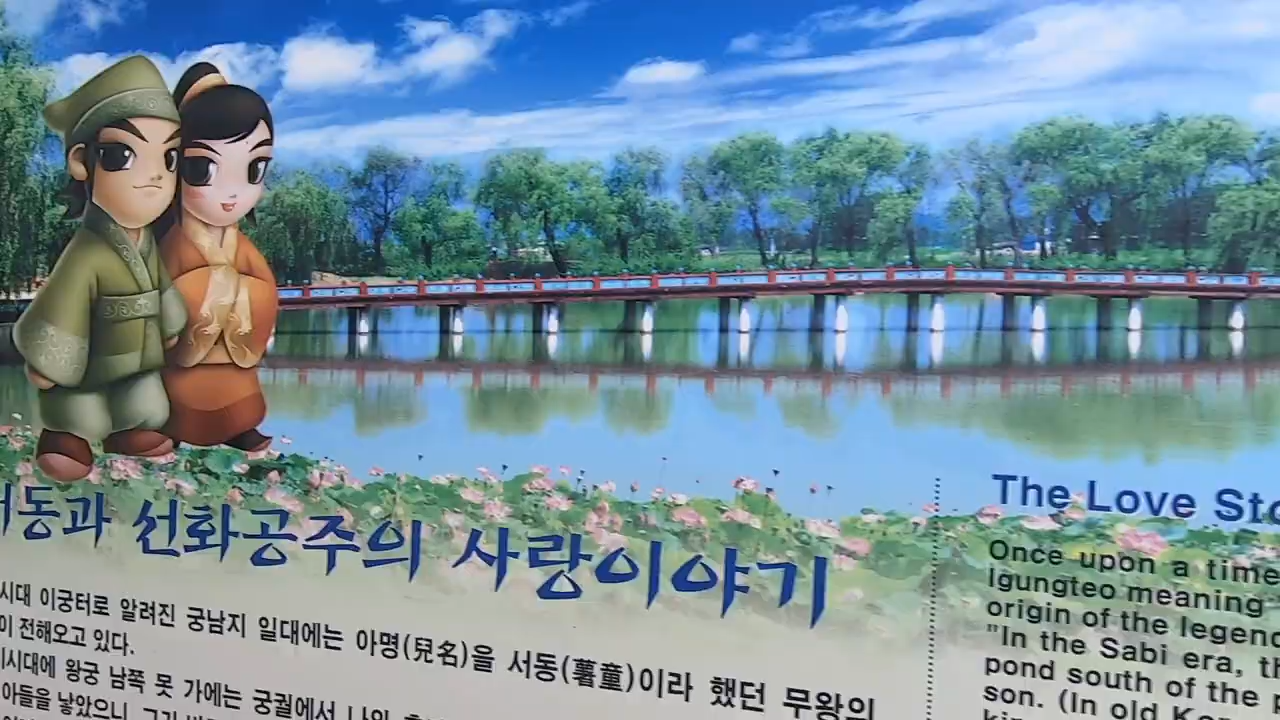 서동과 선화공주의 사랑이야기
시대 이궁터로 알려진 궁남지 일대에는 아명(兒名)을 서동(薯童)이라 했던 무왕의
이 전해오고 있다.
시대에 왕궁 남쪽 못 가에는 궁궐에서 나와
아들을 낳았으니
The Love
Once upon a time
Igungteo meaning
origin of the
"In the Sabi era,
pond south of the
son. (In old